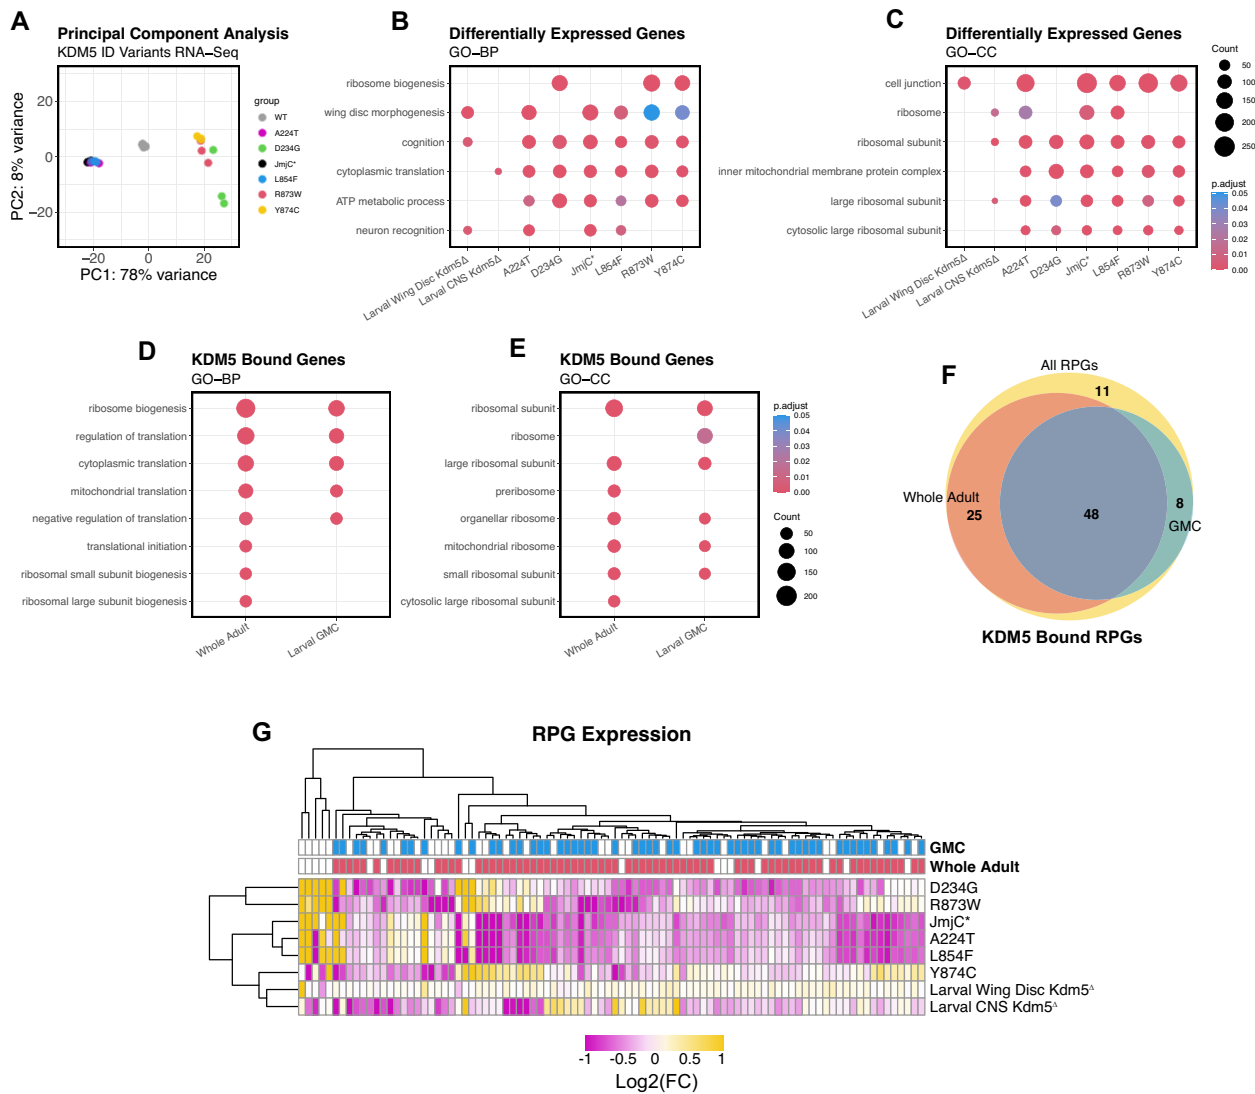 A
Principal Component Analysis
KDM5 ID Variants RNA–Seq
20
0
−20
PC2: 8% variance
−20
0
20
PC1: 78% variance
group
WT
A224T
D234G
JmjC*
L854F
R873W
Y874C
B
Differentially Expressed Genes
GO–BP
ribosome biogenesis
wing disc morphogenesis
cognition
cytoplasmic translation
ATP metabolic process
neuron recognition
Larval Wing Disc Kdm5Δ
Larval CNS Kdm5Δ
A224T
D234G
JmjC*
L854F
R873W
Y874C
C
Differentially Expressed Genes
GO–CC
cell junction
ribosome
ribosomal subunit
inner mitochondrial membrane protein complex
large ribosomal subunit
cytosolic large ribosomal subunit
Larval Wing Disc Kdm5Δ
Larval CNS Kdm5Δ
A224T
D234G
JmjC*
L854F
R873W
Y874C
Count
50
100
150
200
250
p.adjust
0.05
0.04
0.03
0.02
0.01
0.00
D
KDM5 Bound Genes
GO–BP
ribosome biogenesis
regulation of translation
cytoplasmic translation
mitochondrial translation
negative regulation of translation
translational initiation
ribosomal small subunit biogenesis
ribosomal large subunit biogenesis
Whole Adult
Larval GMC
E
KDM5 Bound Genes
GO–CC
ribosomal subunit
ribosome
large ribosomal subunit
preribosome
organellar ribosome
mitochondrial ribosome
small ribosomal subunit
cytosolic large ribosomal subunit
Whole Adult
Larval GMC
p.adjust
0.05
0.04
0.03
0.02
0.01
0.00
Count
50
100
150
200
F
All RPGs
11
Whole Adult
25
48
8
GMC
KDM5 Bound RPGs
G
RPG Expression
GMC
Whole Adult
D234G
R873W
JmjC*
A224T
L854F
Y874C
Larval Wing Disc Kdm5Δ
Larval CNS Kdm5Δ
-1
-0.5
0
0.5
1
Log2(FC)